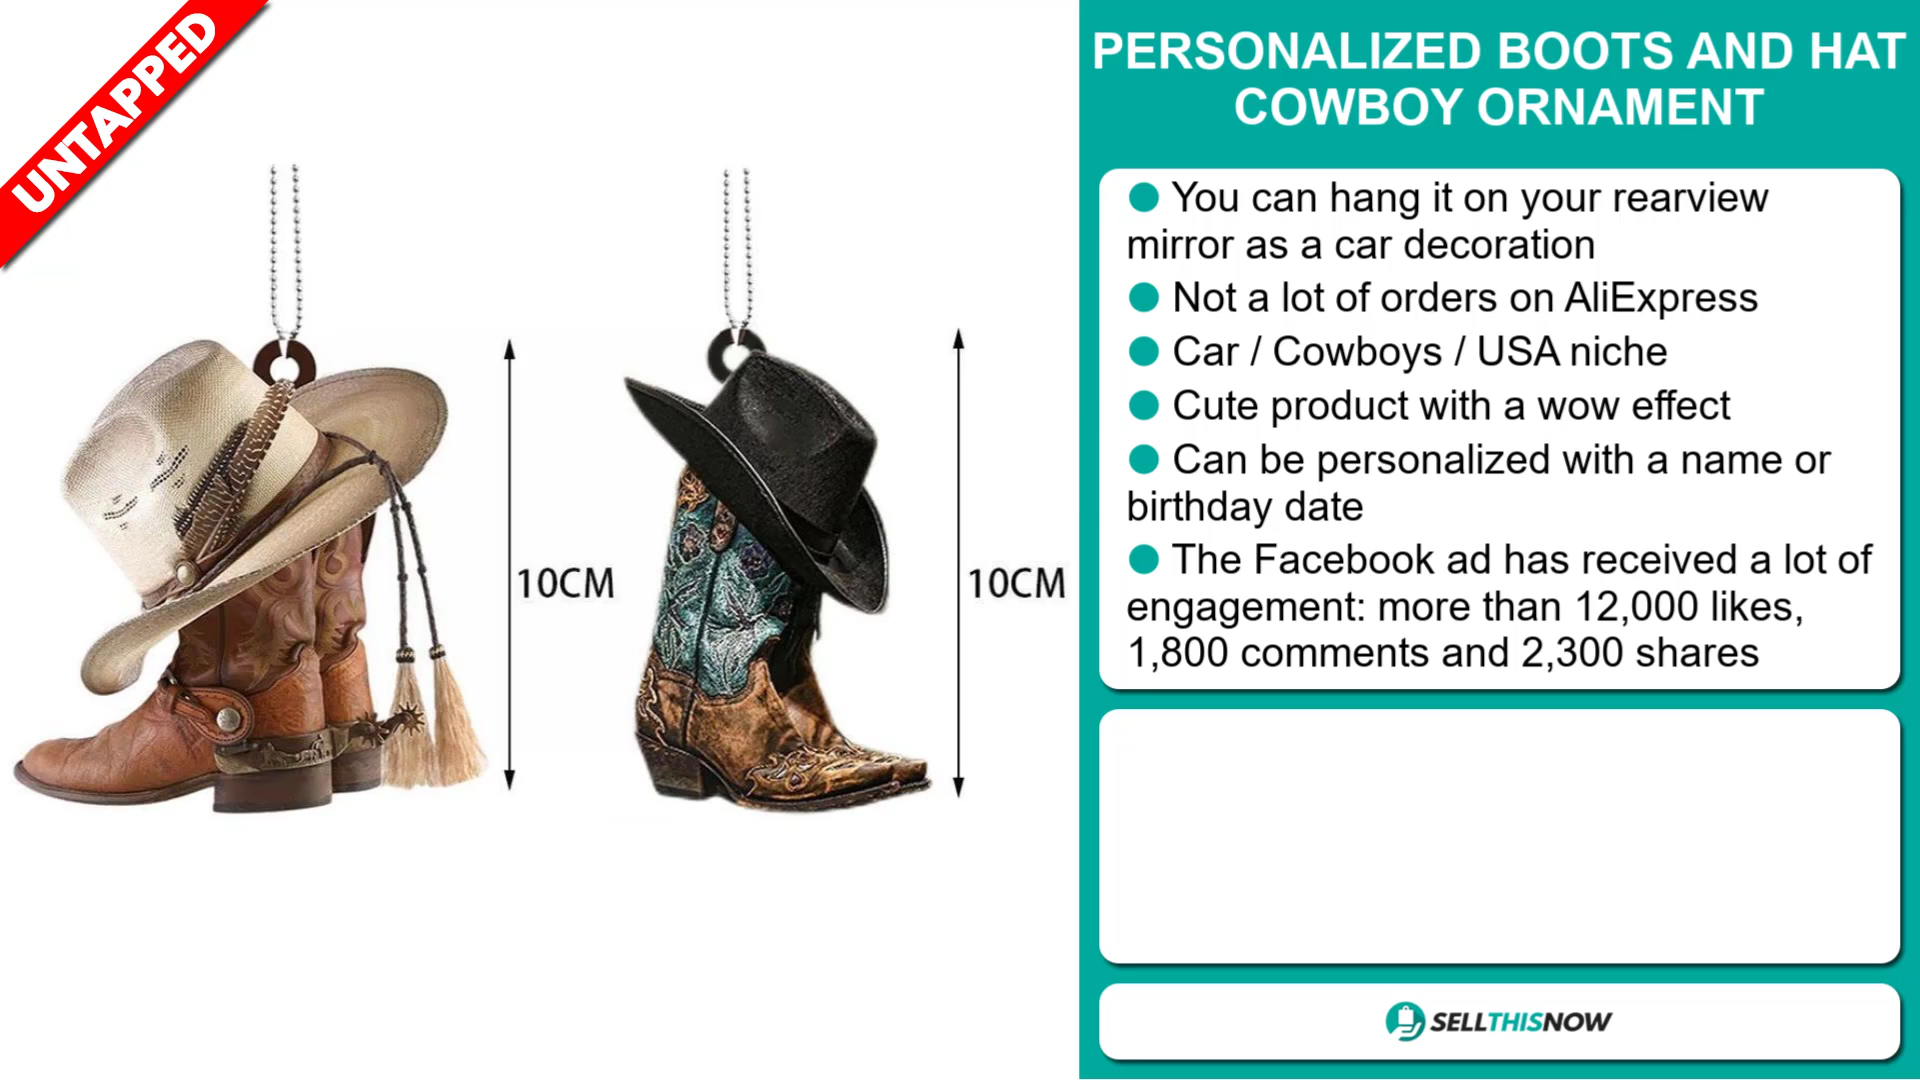 UNTAPPED
PERSONALIZED BOOTS AND HAT
COWBOY ORNAMENT
You can hang it on your rearview
mirror as a car decoration
Not a lot of orders on AliExpress
Car / Cowboys / USA niche
Cute product with a wow effect
Can be personalized with a name or
birthday date
The Facebook ad has received a lot of
engagement: more than 12,000 likes,
1,800 comments and 2,300 shares
10CM
10CM
SELLTHISNOW